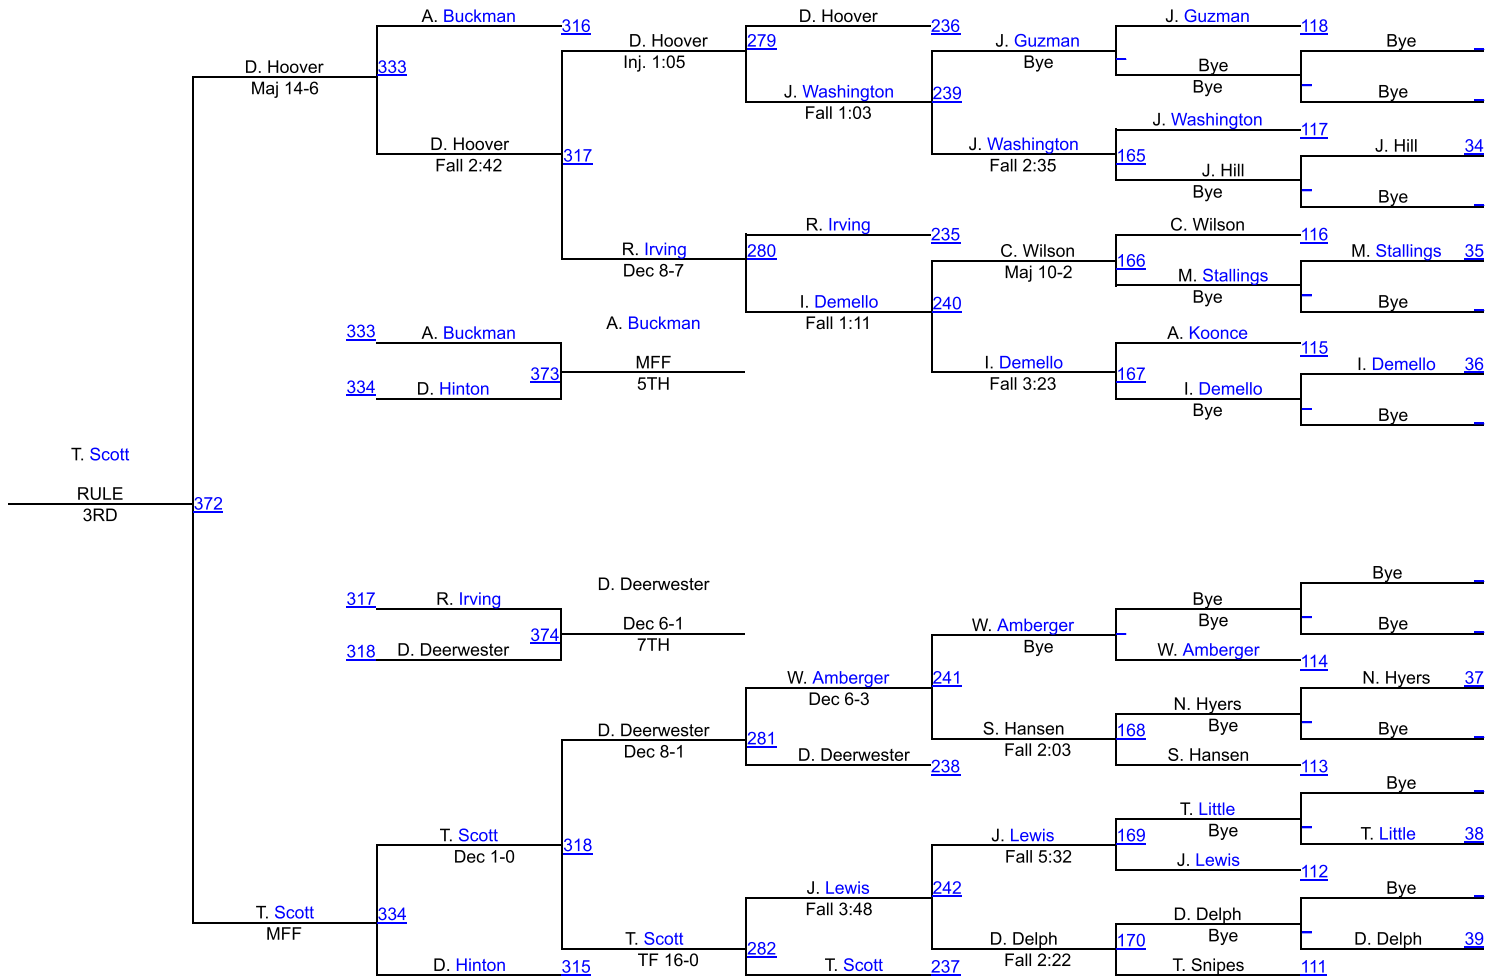 A. Buckman
316
D. Hoover
236
J. Guzman
118
D. Hoover
279
Inj. 1:05
J. Guzman
Bye
Bye
D. Hoover
333
Maj 14-6
Bye
Bye
J. Washington
239
Fall 1:03
Bye
J. Washington
117
D. Hoover
317
Fall 2:42
J. Washington
165
Fall 2:35
J. Hill
34
J. Hill
Bye
Bye
R. Irving
235
C. Wilson
116
R. Irving
280
Dec 8-7
C. Wilson
166
Maj 10-2
M. Stallings
35
M. Stallings
Bye
I. Demello
240
Fall 1:11
Bye
333
A. Buckman
A. Buckman
A. Koonce
115
373
MFF
5TH
I. Demello
167
Fall 3:23
I. Demello
36
334
D. Hinton
I. Demello
Bye
Bye
T. Scott
RULE
372
3RD
D. Deerwester
Bye
317
R. Irving
Bye
Bye
374
Dec 6-1
7TH
W. Amberger
Bye
Bye
318
D. Deerwester
W. Amberger
114
W. Amberger
241
Dec 6-3
N. Hyers
37
N. Hyers
Bye
D. Deerwester
281
Dec 8-1
S. Hansen
168
Fall 2:03
Bye
D. Deerwester
238
S. Hansen
113
Bye
T. Little
Bye
T. Scott
318
Dec 1-0
J. Lewis
169
Fall 5:32
T. Little
38
J. Lewis
112
J. Lewis
242
Fall 3:48
Bye
T. Scott
334
MFF
D. Delph
Bye
T. Scott
282
TF 16-0
D. Delph
170
Fall 2:22
D. Delph
39
D. Hinton
315
T. Scott
237
T. Snipes
111